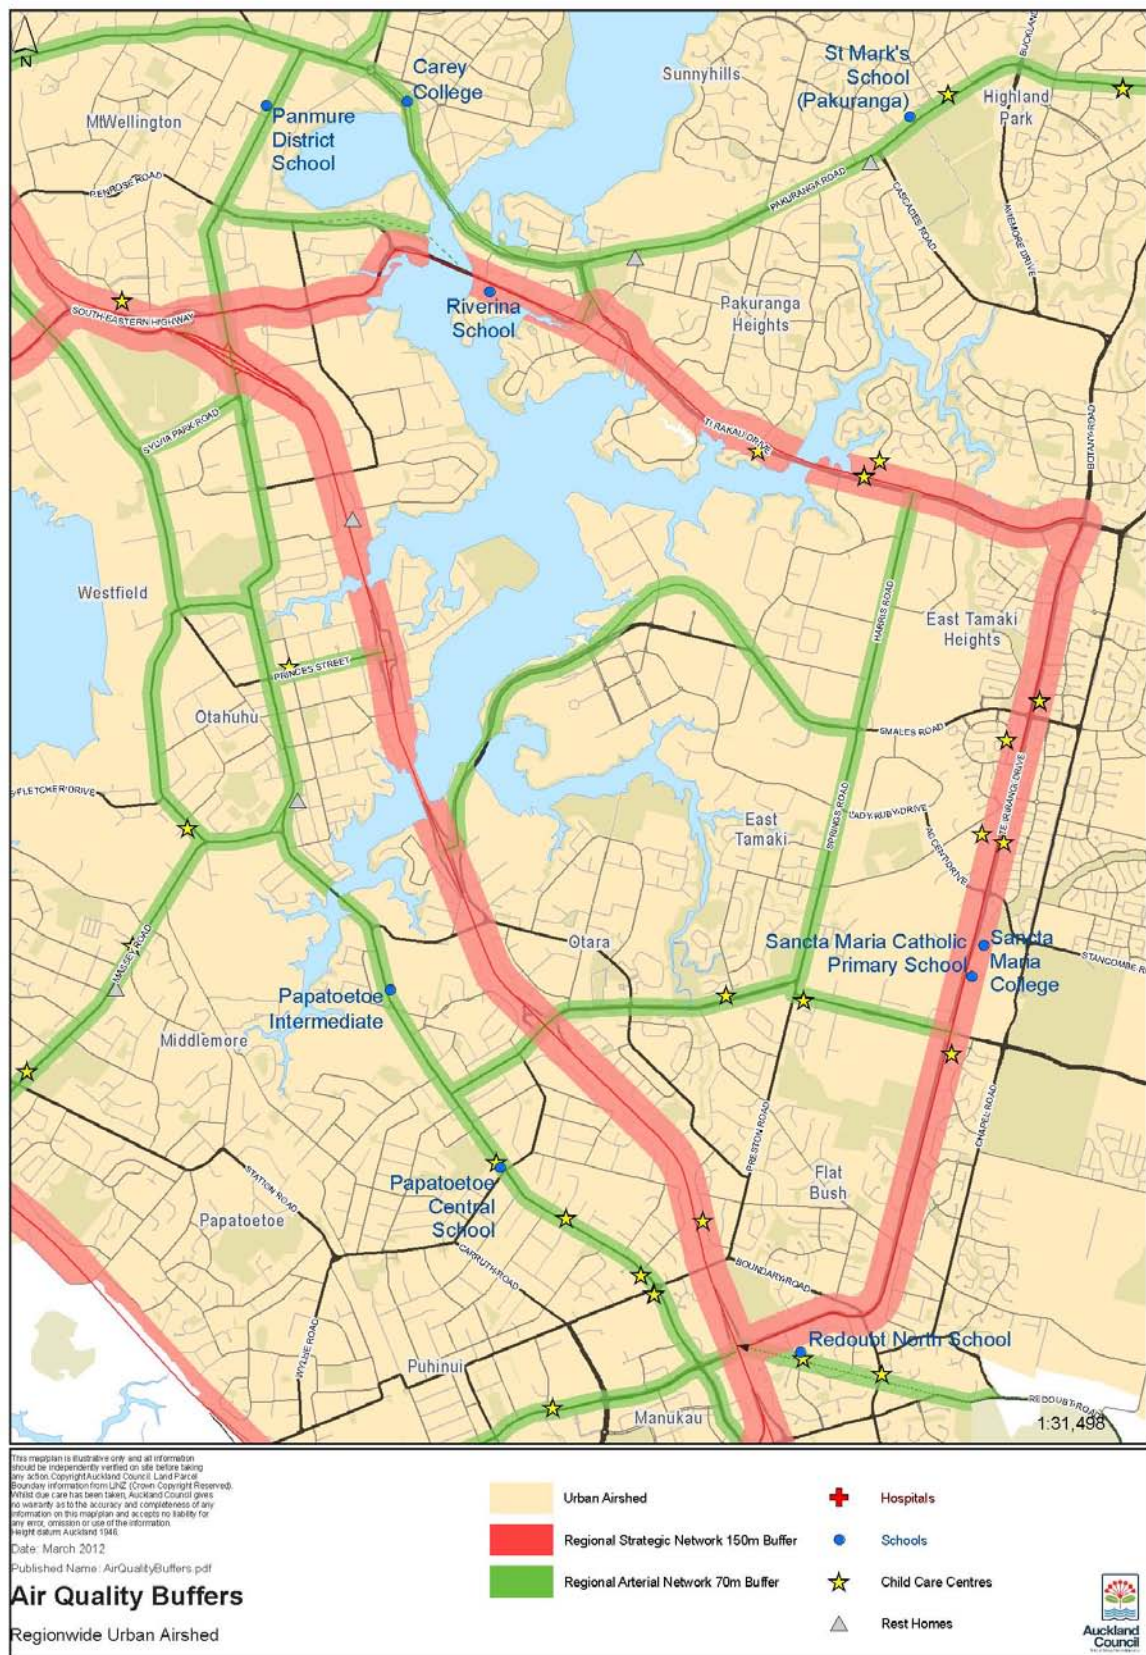 N
Carey
College
Sunnyhills
St Mark's
School
(Pakuranga)
BUCKLAND
Highland
Park
Mt Wellington
Panmure
District
School
PENROSE ROAD
PAKURANGA ROAD
CASCADES ROAD
AVIEMORE DRIVE
SOUTH-EASTERN HIGHWAY
Riverina
School
Pakuranga
Heights
SYLVIA PARK ROAD
TI RAKAU DRIVE
BOTANY ROAD
Westfield
HARRIS ROAD
East Tamaki
Heights
PRINCES STREET
Otahuhu
SMALES ROAD
TE IRIRANGI DRIVE
FLETCHER DRIVE
East
Tamaki
SPRINGS ROAD
LADY RUBY DRIVE
ACCENT DRIVE
MASSEY ROAD
Otara
Sancta Maria Catholic
Primary School
Sancta
Maria
College
STANCOMBE R
Papatoetoe
Intermediate
Middlemore
PRESTON ROAD
CHAPEL ROAD
STATION ROAD
Papatoetoe
Papatoetoe
Central
School
Flat
Bush
CARRUTH ROAD
BOUNDARY ROAD
WYLLIE ROAD
Puhinui
Redoubt North School
Manukau
REDOUBT ROAD
1:31,498
This map/plan is illustrative only and all information
should be independently verified on site before taking
any action. Copyright Auckland Council. Land Parcel
Boundary information from LINZ (Crown Copyright Reserved).
Whilst due care has been taken, Auckland Council gives
no warranty as to the accuracy and completeness of any
information on this map/plan and accepts no liability for
any error, omission or use of the information.
Height datum: Auckland 1946.
Date: March 2012
Published Name: AirQualityBuffers.pdf
Air Quality Buffers
Regionwide Urban Airshed
Urban Airshed
Regional Strategic Network 150m Buffer
Regional Arterial Network 70m Buffer
Hospitals
Schools
Child Care Centres
Rest Homes
Auckland
Council